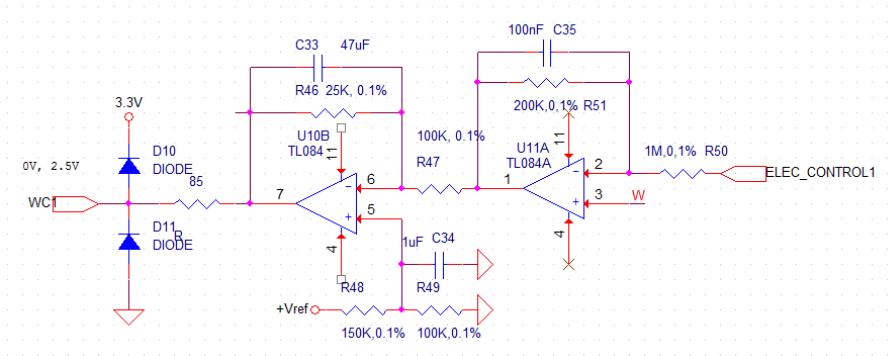 100nF C35
C33 47uF
R46 25K, 0.1%
200K,0,1% R51
3.3V
U10B
TL084
11
100K, 0.1%
U11A
TL084A
11
1M,0,1% R50
D10
DIODE
0V, 2.5V
85
7
6
R47
1
2
ELEC_CONTROL1
WC1
5
3
W
D11
R
DIODE
4
1uF C34
4
R48
R49
+Vref
150K,0.1%
100K,0.1%